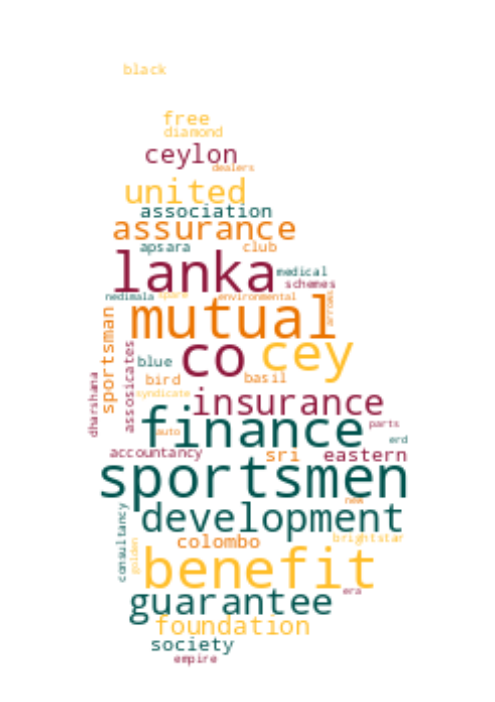 black
free
diamond
ceylon
dealers
united
association
assurance
apsara club
lanka medical
schemes
nedimala spare environmental
mutual arrows
sportsman
co cey
blue
assosicates
bird basil
dharshana
syndicate
insurance
finance parts
auto erd
accountancy sri eastern
sportsmen
new
development
consultancy
colombo brightstar
golden
benefit
era
guarantee
foundation
society
empire